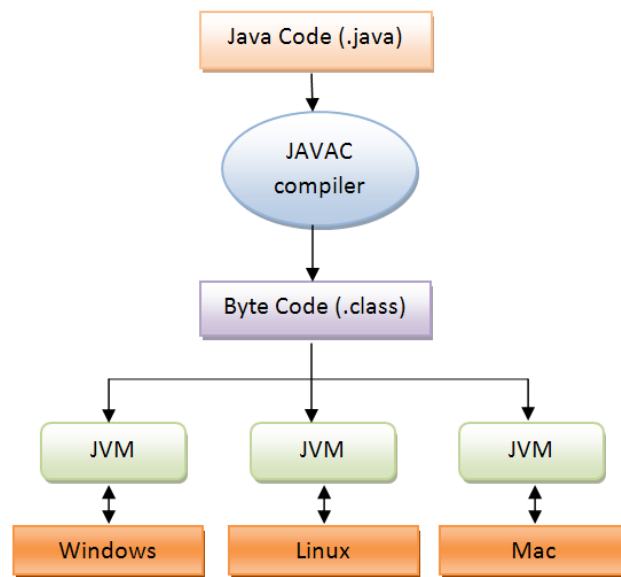 Java Code (.java)
JAVAC
compiler
Byte Code (.class)
JVM
JVM
JVM
Windows
Linux
Mac